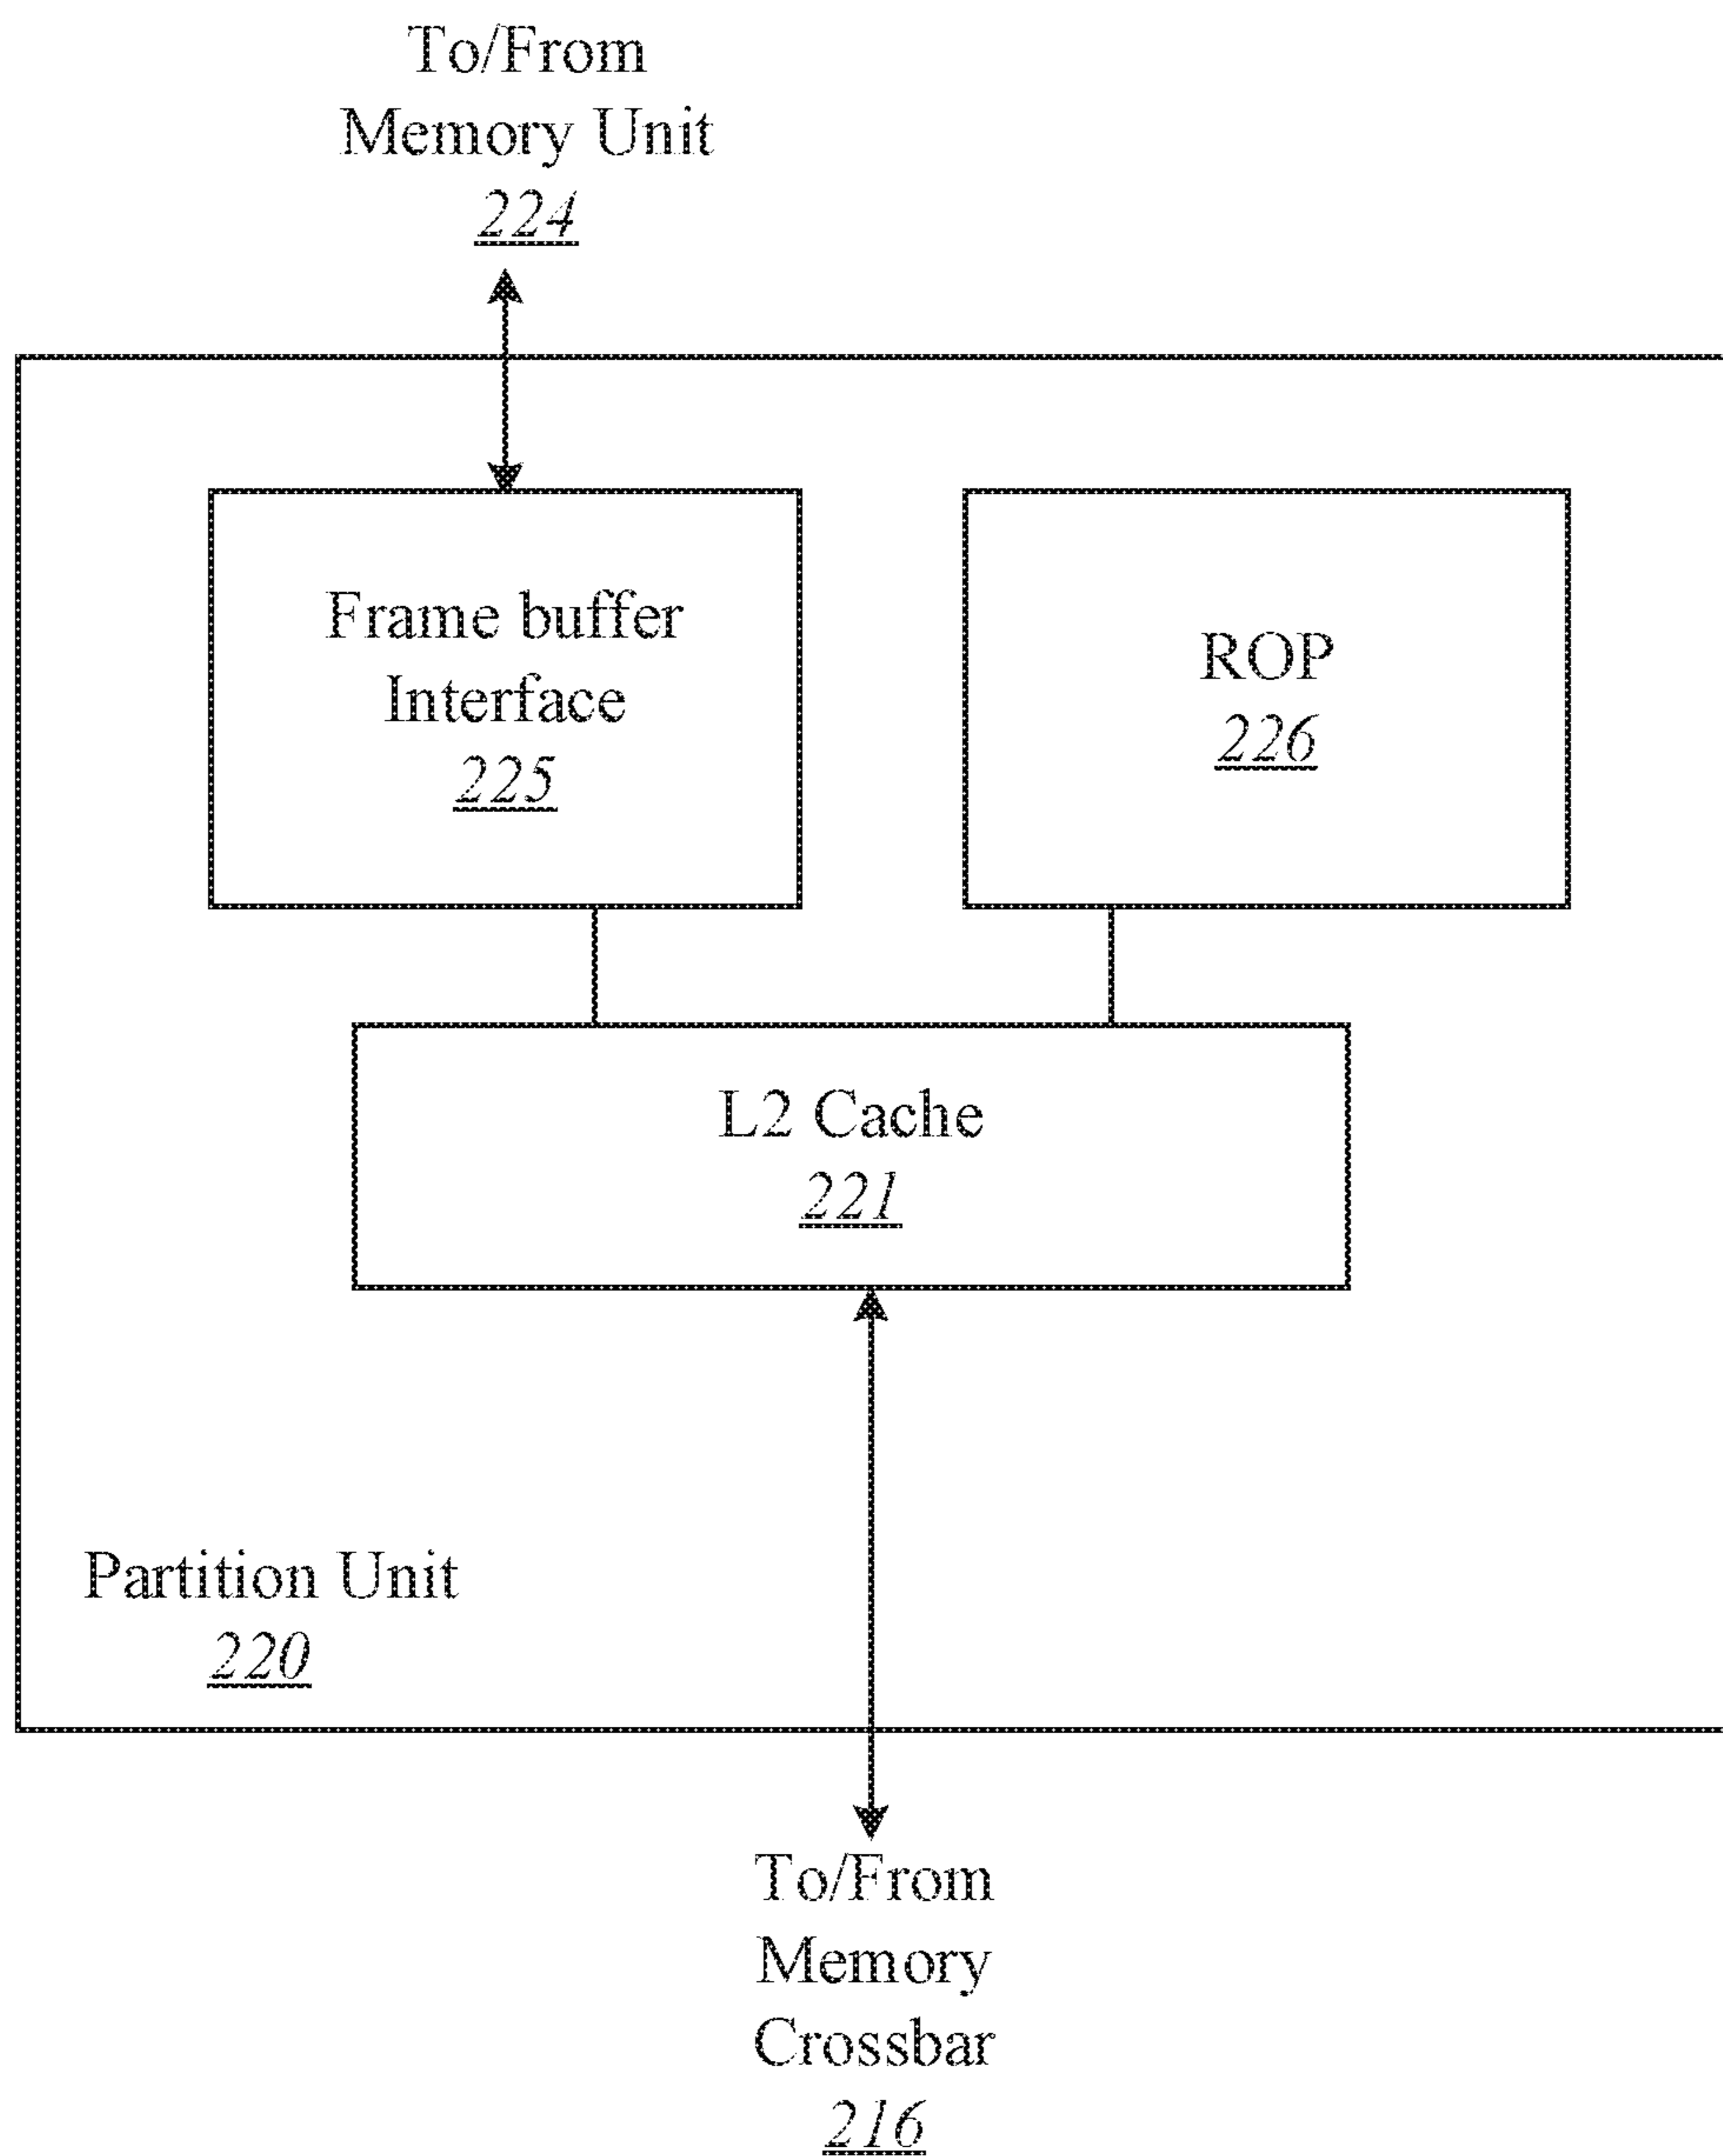 To/From
Memory Unit
224
Frame buffer
Interface
225
ROP
226
L2 Cache
221
Partition Unit
220
To/From
Memory
Crossbar
216